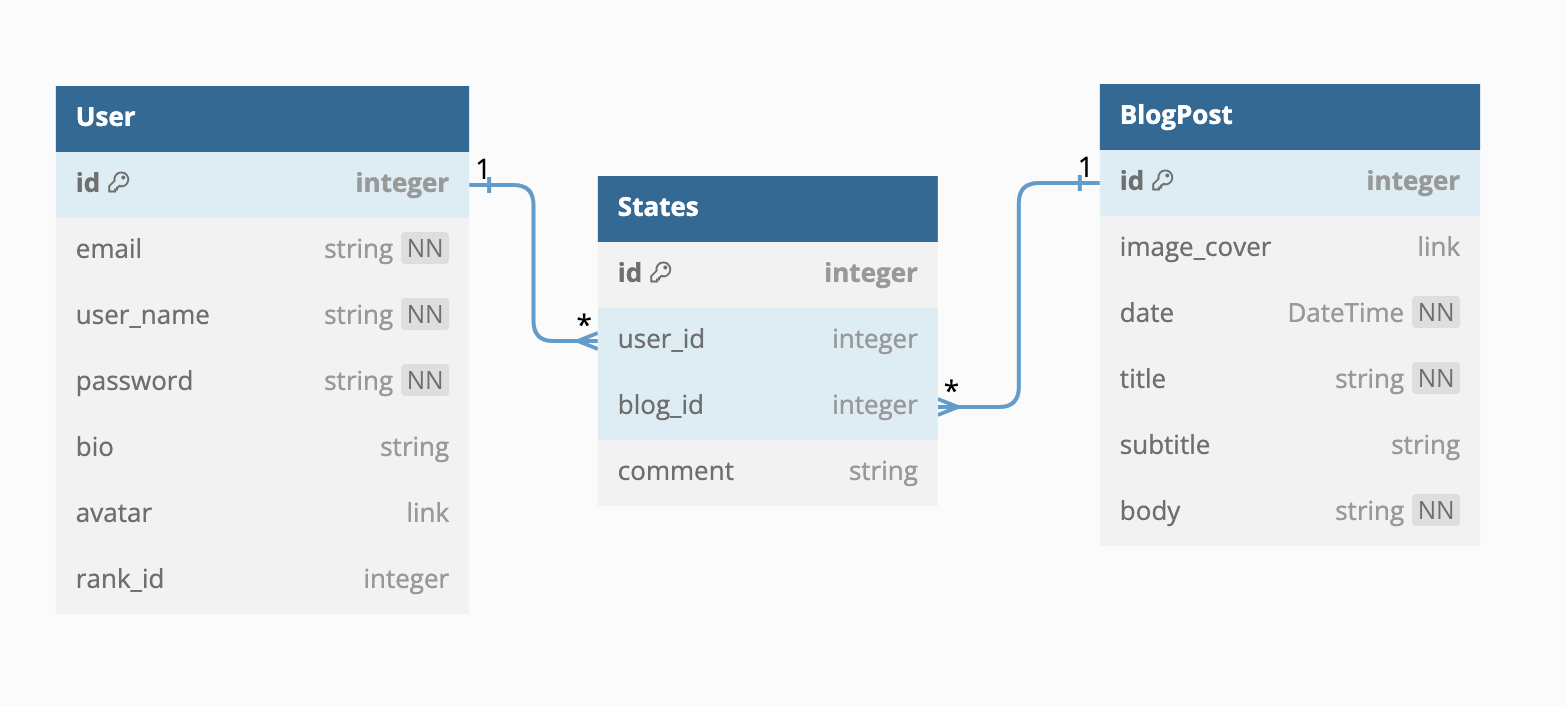 User
id integer
email string NN
user_name string NN
password string NN
bio string
avatar link
rank_id integer
1
*
States
id integer
user_id integer
blog_id integer
comment string
*
1
BlogPost
id integer
image_cover link
date DateTime NN
title string NN
subtitle string
body string NN